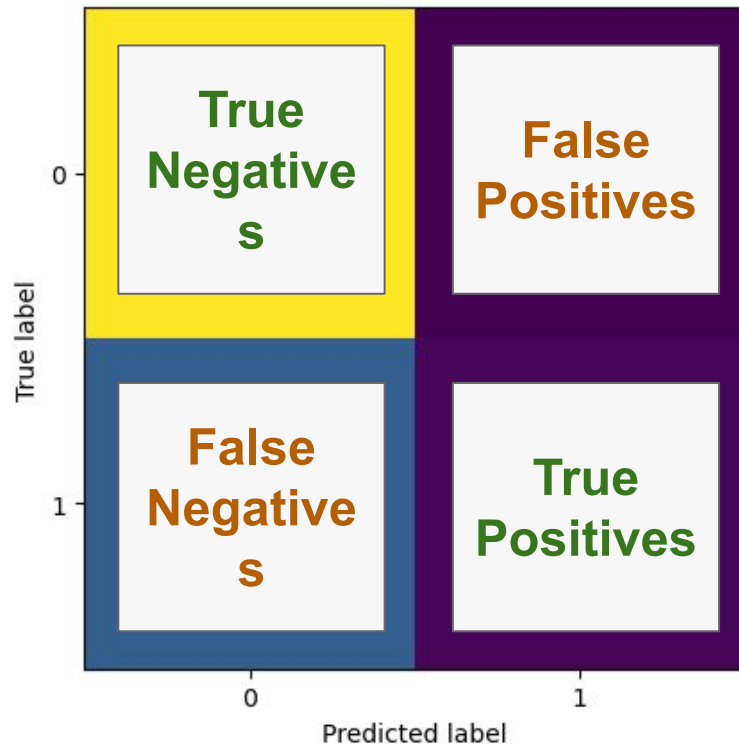 True
Negative
s
False
Positives
0
True label
False
Negative
s
True
Positives
1
0
1
Predicted label